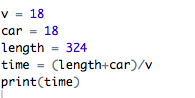 v = 18
car = 18
length = 324
time = (length+car)/v
print(time)